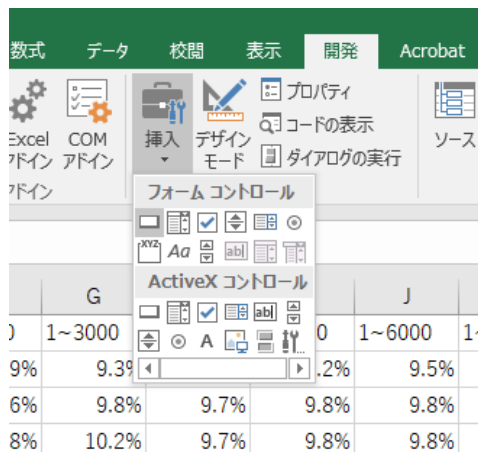 数式 データ 校閲 表示 開発 Acrobat
Excel
アドイン
COM
アドイン
挿入
デザイン
モード
プロパティ
コードの表示
ダイアログの実行
ソース
アドイン
フォーム コントロール
XYZ Aa ab|
ActiveX コントロール
ab|
A
G J
1~3000 0 1~6000 1~
9% 9.3% .2% 9.5%
6% 9.8% 9.7% 9.8% 9.8%
8% 10.2% 9.7% 9.8% 9.8%